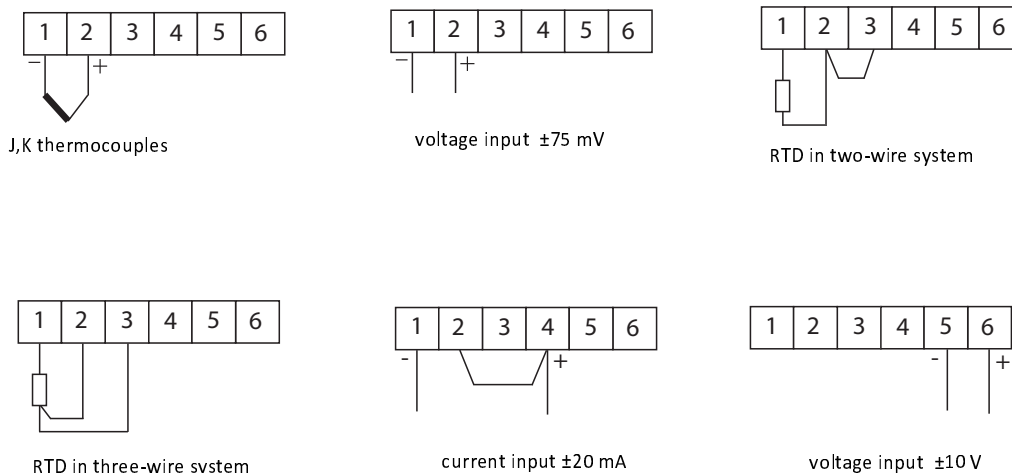 1 2 3 4 5 6
− +
J,K thermocouples
1 2 3 4 5 6
− +
voltage input ±75 mV
1 2 3 4 5 6
RTD in two-wire system
1 2 3 4 5 6
RTD in three-wire system
1 2 3 4 5 6
- +
current input ±20 mA
1 2 3 4 5 6
- +
voltage input ±10 V